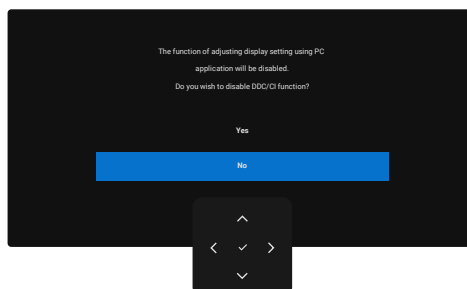 The function of adjusting display setting using PC
application will be disabled.
Do you wish to disable DDC/CI function?
Yes
No